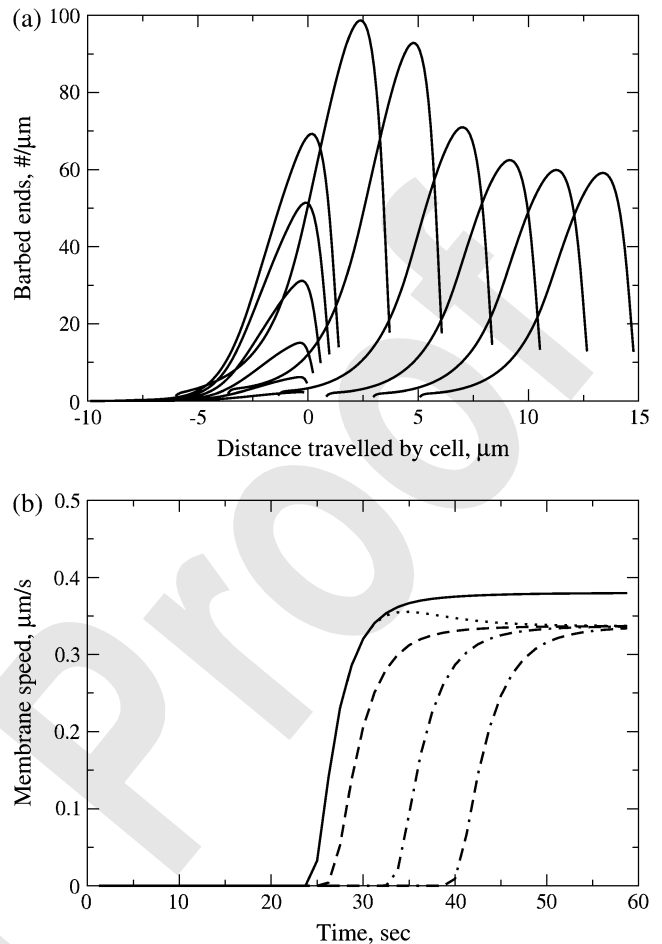 (a)
100
80
60
40
20
0
Barbed ends, #/μm
-10 -5 0 5 10 15
Distance travelled by cell, μm
(b)
0.5
0.4
0.3
0.2
0.1
0
Membrane speed, μm/s
0 10 20 30 40 50 60
Time, sec
Proof